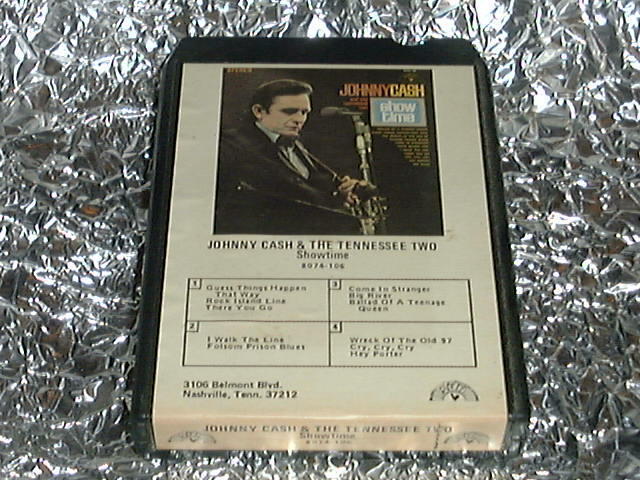 STEREO
JOHNNY CASH
show
time
JOHNNY CASH & THE TENNESSEE TWO
Showtime
8074-106
1
Guess Things Happen
That Way
Rock Island Line
There You Go
2
I Walk The Line
Folsom Prison Blues
3
Come In Stranger
Big River
Ballad Of A Teenage
Queen
4
Wreck Of The Old 97
Cry, Cry, Cry
Hey Porter
3106 Belmont Blvd.
Nashville, Tenn. 37212
JOHNNY CASH & THE TENNESSEE TWO
Showtime
8074-106